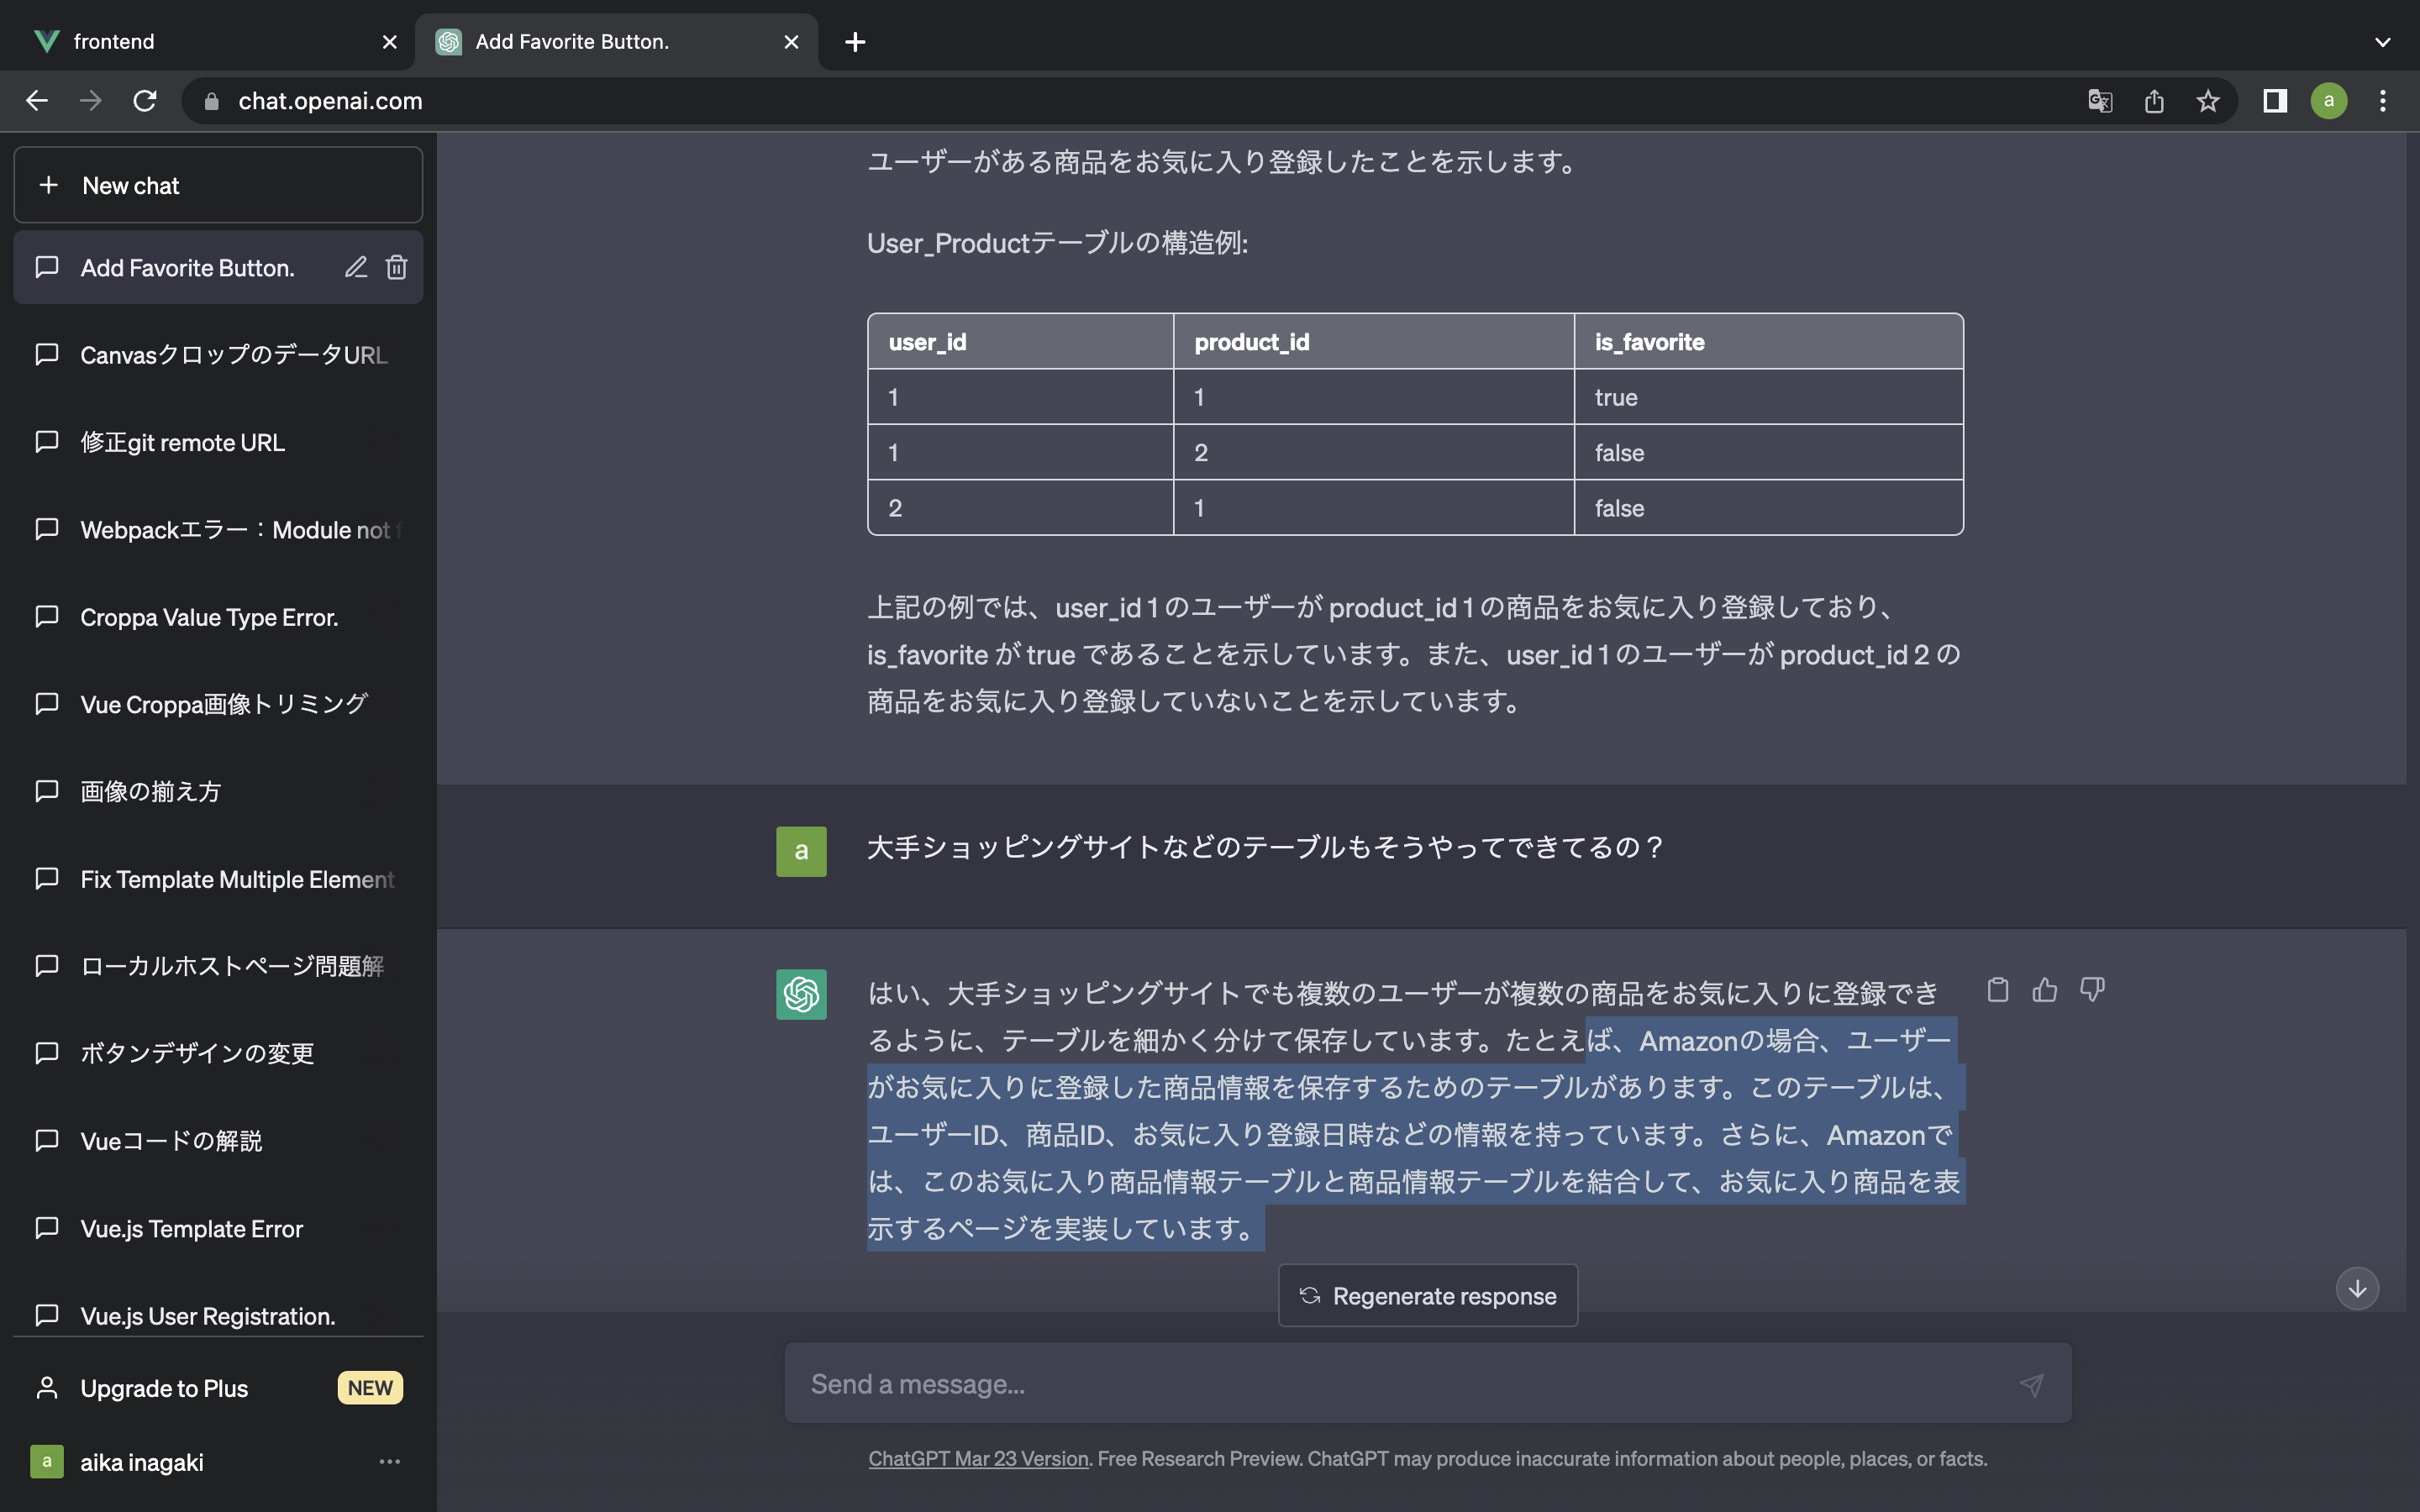 frontend
Add Favorite Button.
chat.openai.com
a
New chat
Add Favorite Button.
CanvasクロップのデータURL
修正git remote URL
Webpackエラー：Module not f
Croppa Value Type Error.
Vue Croppa画像トリミング
画像の揃え方
Fix Template Multiple Element
ローカルホストページ問題解
ボタンデザインの変更
Vueコードの解説
Vue.js Template Error
Vue.js User Registration.
Upgrade to Plus
NEW
a
aika inagaki
ユーザーがある商品をお気に入り登録したことを示します。
User_Productテーブルの構造例:
user_id product_id is_favorite
1 1 true
1 2 false
2 1 false
上記の例では、user_id 1 のユーザーが product_id 1 の商品をお気に入り登録しており、
is_favorite が true であることを示しています。また、user_id 1 のユーザーが product_id 2 の
商品をお気に入り登録していないことを示しています。
a
大手ショッピングサイトなどのテーブルもそうやってできてるの？
はい、大手ショッピングサイトでも複数のユーザーが複数の商品をお気に入りに登録でき
るように、テーブルを細かく分けて保存しています。たとえば、Amazonの場合、ユーザー
がお気に入りに登録した商品情報を保存するためのテーブルがあります。このテーブルは、
ユーザーID、商品ID、お気に入り登録日時などの情報を持っています。さらに、Amazonで
は、このお気に入り商品情報テーブルと商品情報テーブルを結合して、お気に入り商品を表
示するページを実装しています。
Regenerate response
Send a message...
ChatGPT Mar 23 Version. Free Research Preview. ChatGPT may produce inaccurate information about people, places, or facts.